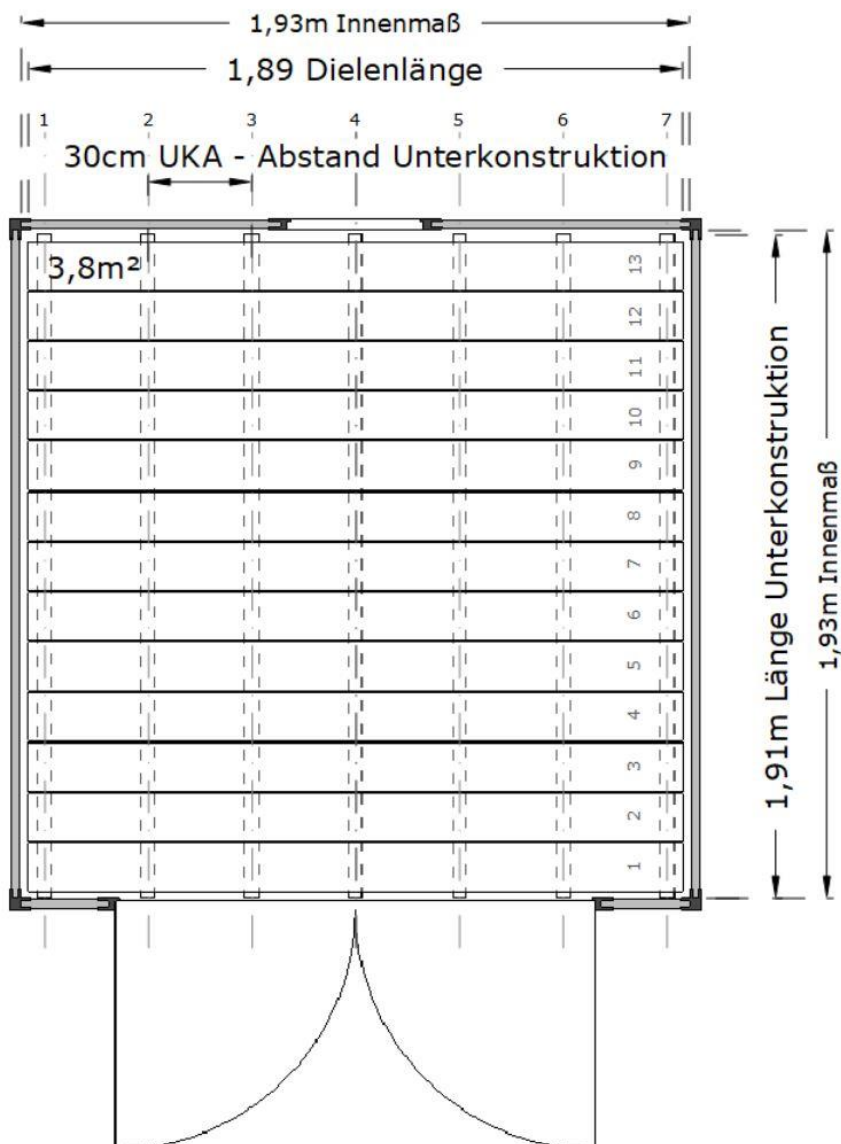 1,93m Innenmaß
1,89 Dielenlänge
1 2 3 4 5 6 7
30cm UKA - Abstand Unterkonstruktion
3,8m²
13
12
11
10
9
8
7
6
5
4
3
2
1
1,91m Länge Unterkonstruktion
1,93m Innenmaß